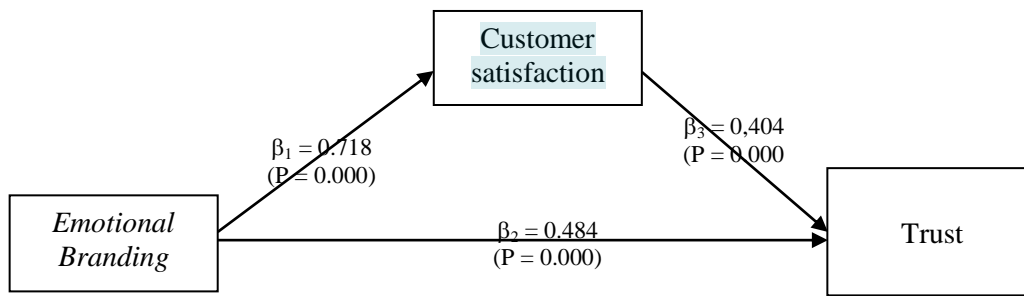 Customer
satisfaction
β₁ = 0.718
(P = 0.000)
β₃ = 0,404
(P = 0.000
Emotional
Branding
β₂ = 0.484
(P = 0.000)
Trust